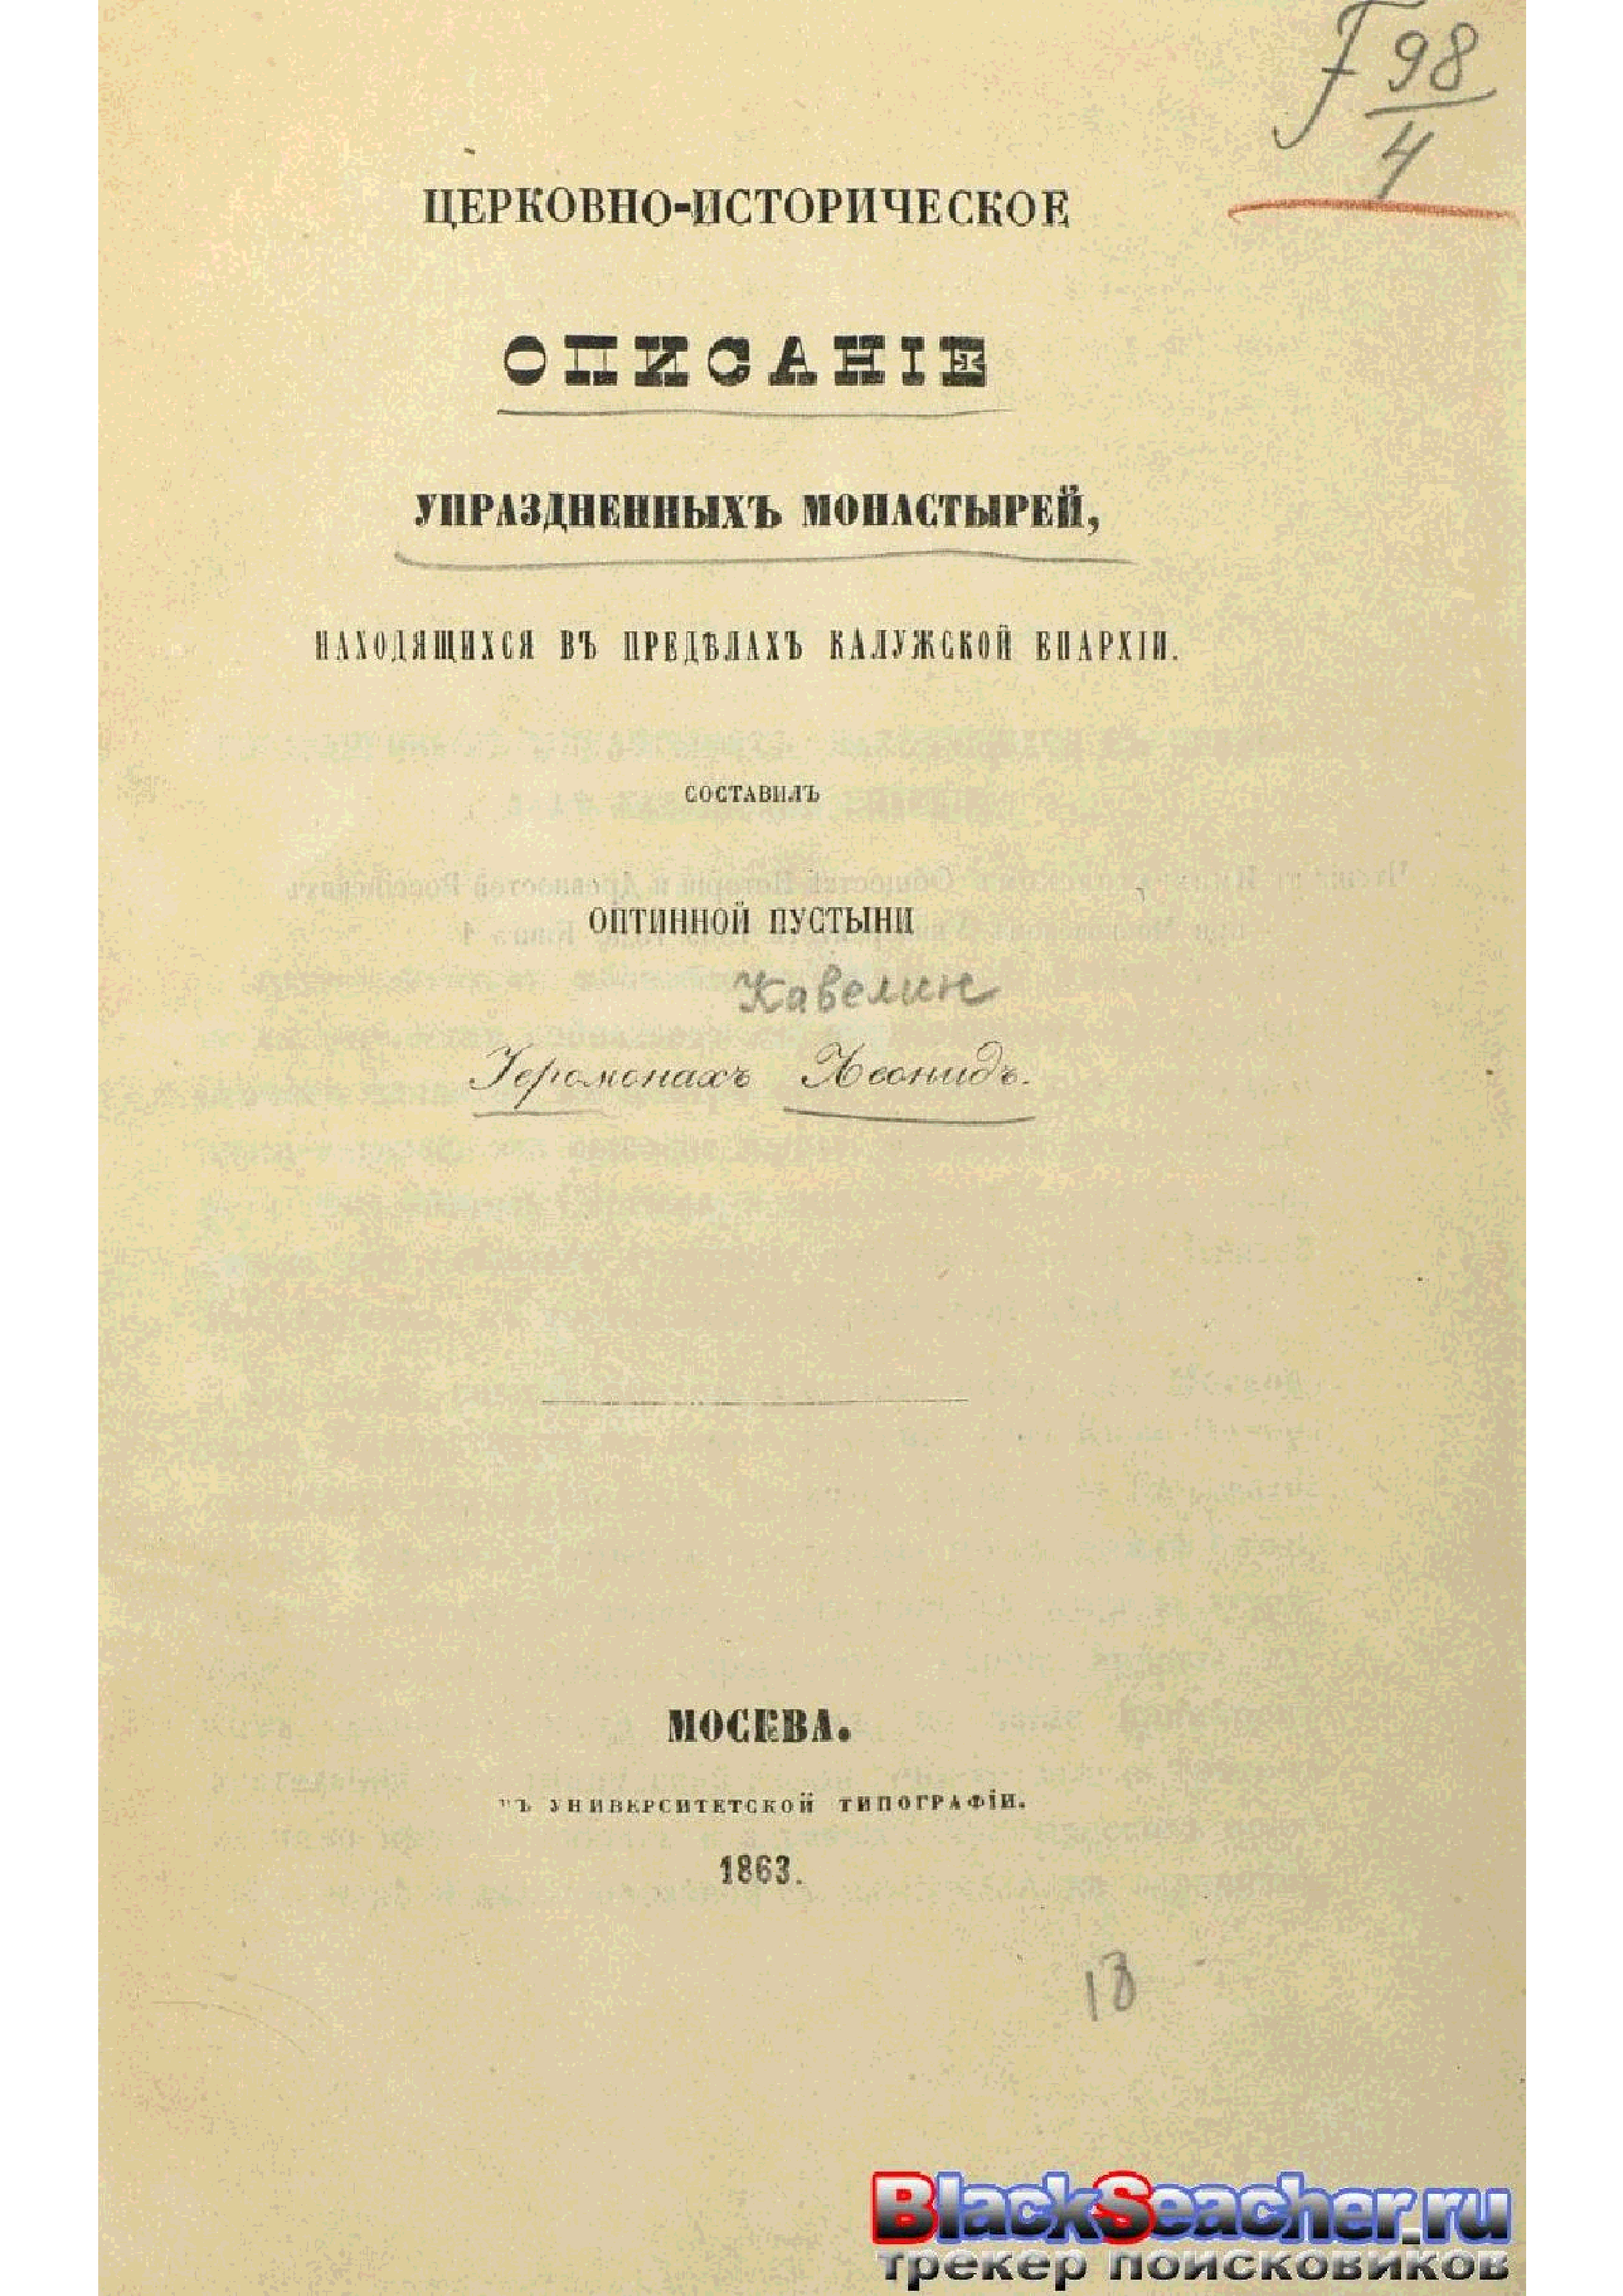 F 98
4
ЦЕРКОВНО-ИСТОРИЧЕСКОЕ
ОПИСАНІЕ
УПРАЗДНЕННЫХЪ МОНАСТЫРЕЙ,
НАХОДЯЩИХСЯ ВЪ ПРЕДѢЛАХЪ КАЛУЖСКОЙ ЕПАРХІИ.
СОСТАВИЛЪ
ОПТИННОЙ ПУСТЫНИ
Кавелин
Іеромонахъ Леонидъ.
МОСКВА.
ВЪ УНИВЕРСИТЕТСКОЙ ТИПОГРАФІИ.
1863.
13
BlackSeacher.ru
трекер поисковиков